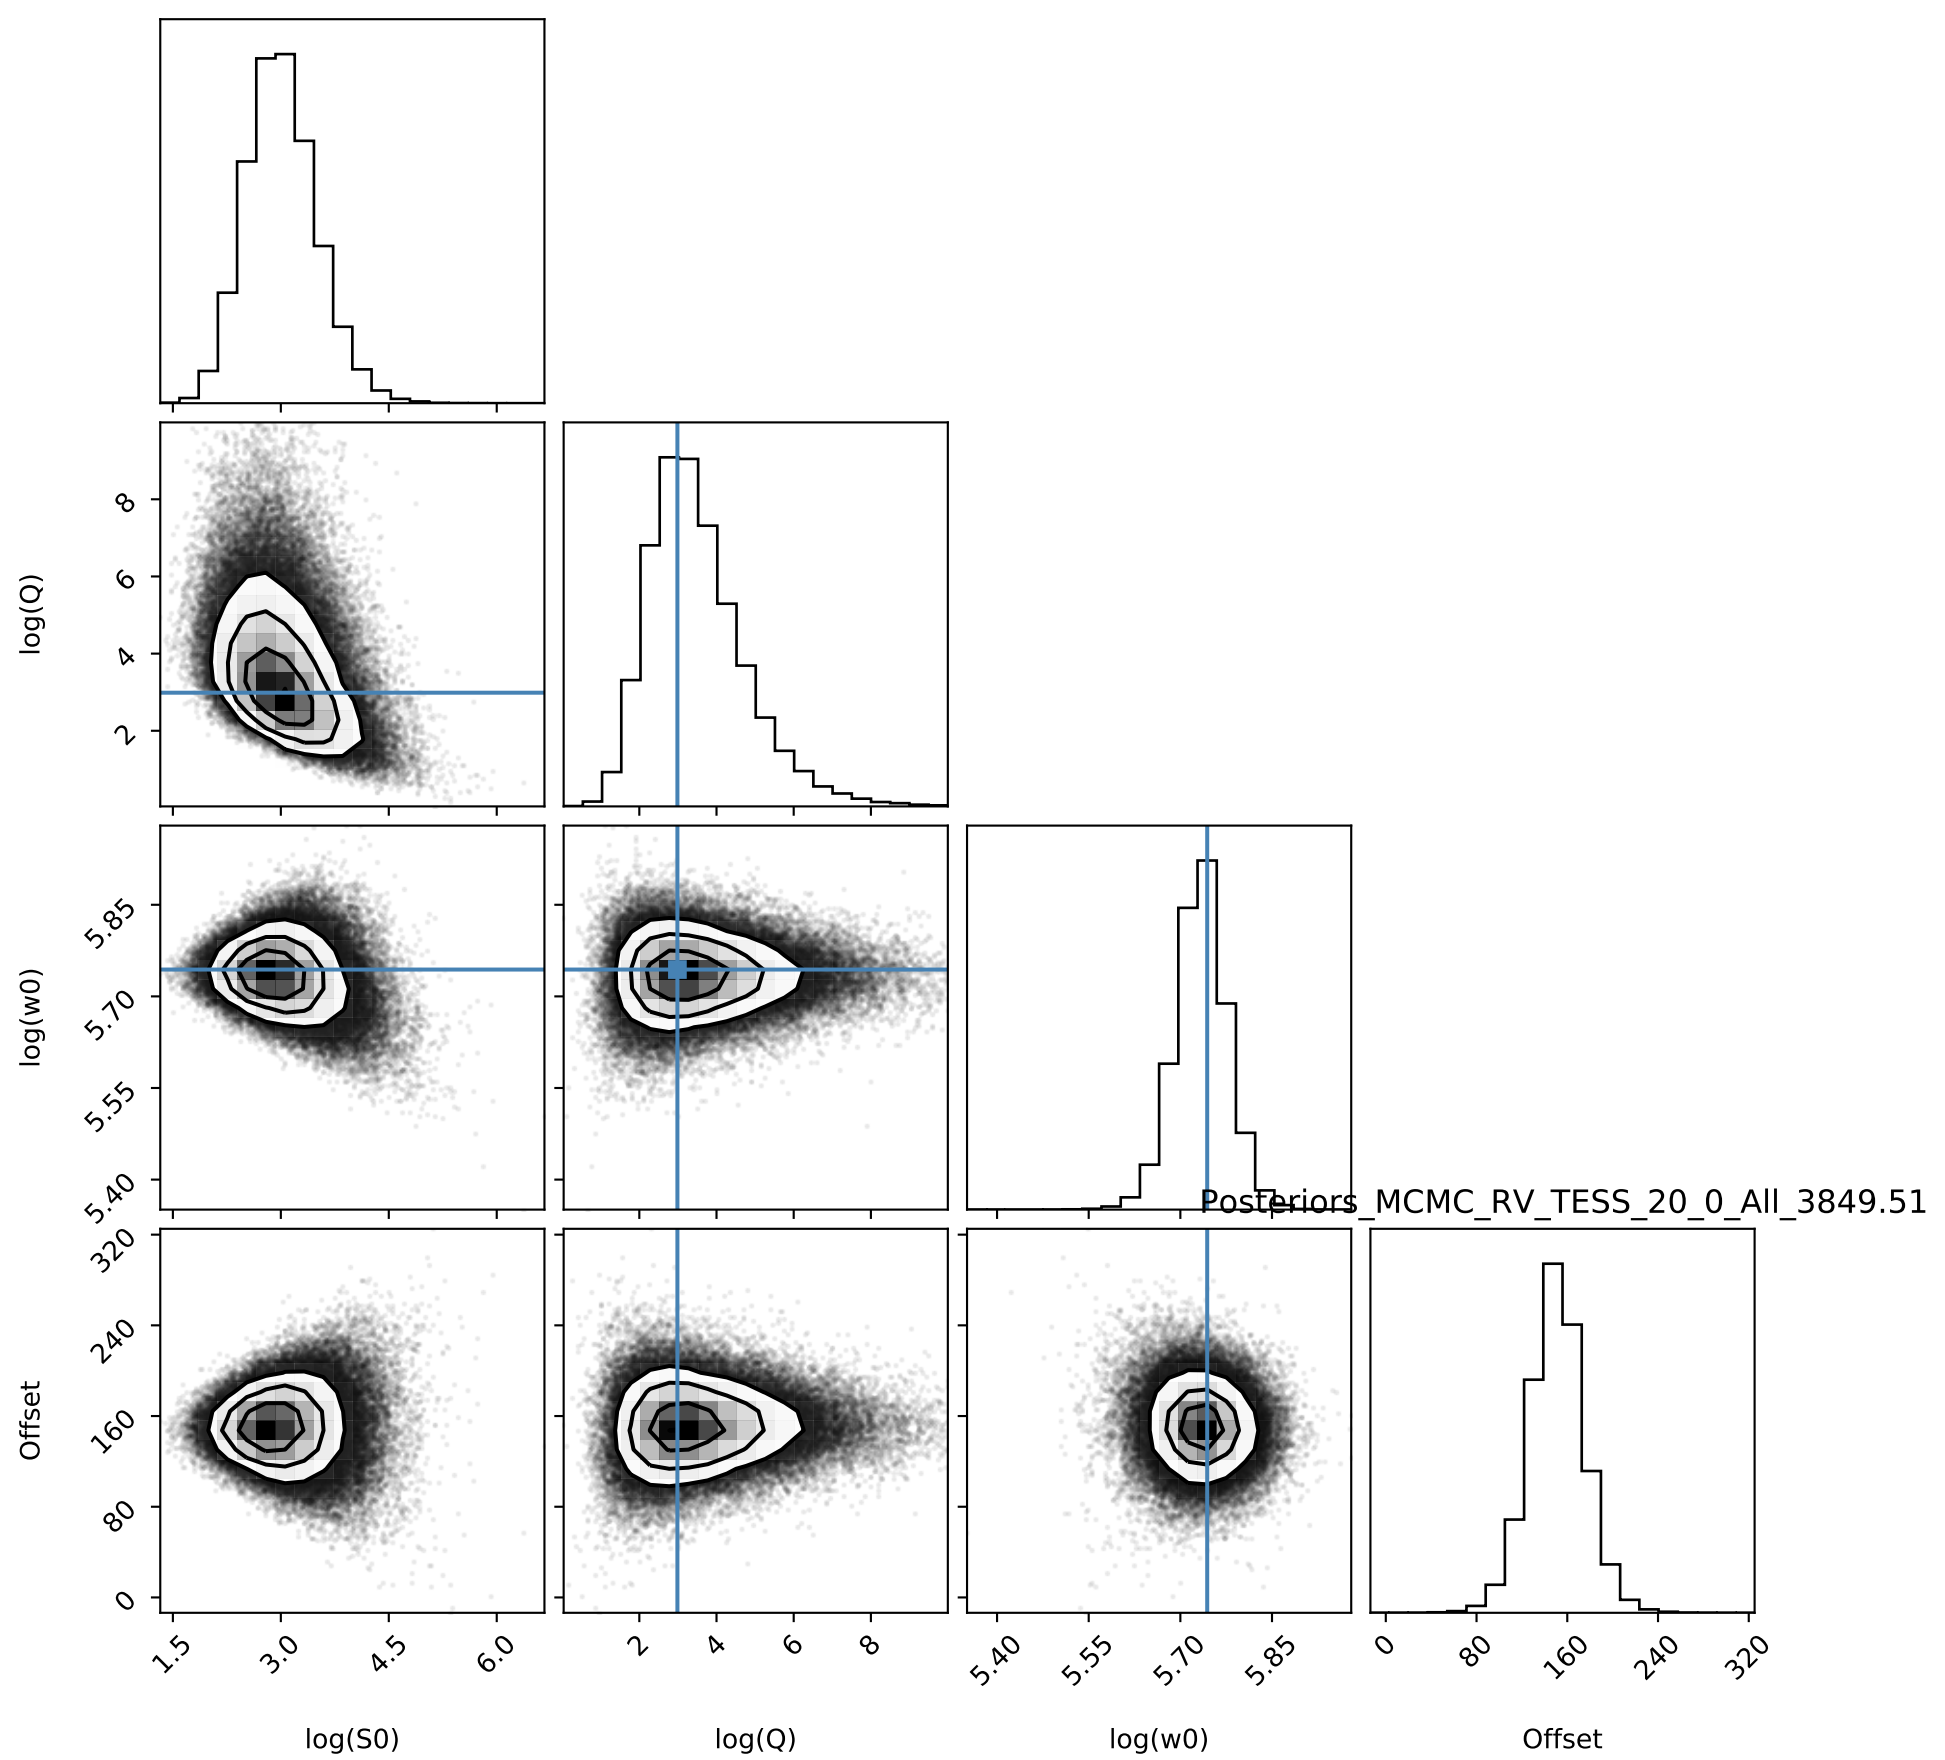 8
6
4
2
log(Q)
5.85
5.70
5.55
5.40
log(w0)
Posteriors_MCMC_RV_TESS_20_0_All_3849.51
320
240
160
80
0
Offset
1.5 3.0 4.5 6.0
2 4 6 8
5.40 5.55 5.70 5.85
0 80 160 240 320
log(S0) log(Q) log(w0) Offset